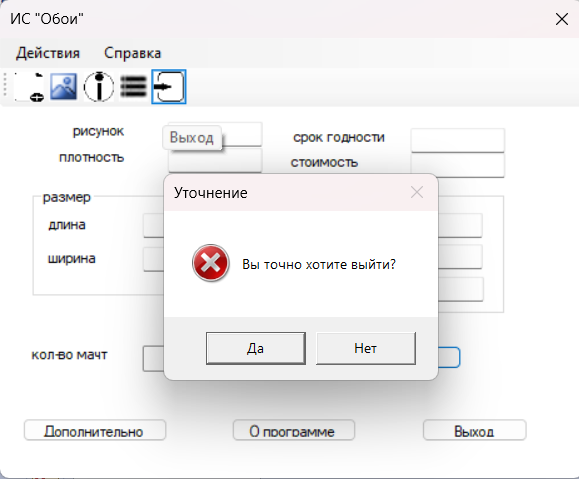 ИС "Обои"
Действия Справка
Выход
рисунок
срок годности
плотность
стоимость
Уточнение
размер
длина
ширина
Вы точно хотите выйти?
Да Нет
кол-во мачт
Дополнительно О программе Выход